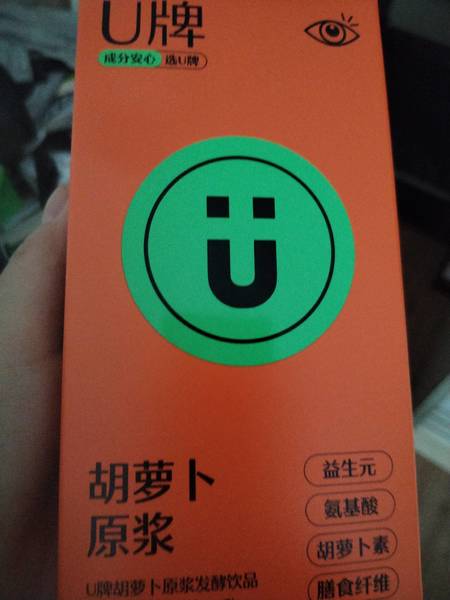 U牌
成分安心 选U牌
Ü
胡萝卜
原浆
U牌胡萝卜原浆发酵饮品
益生元
氨基酸
胡萝卜素
膳食纤维